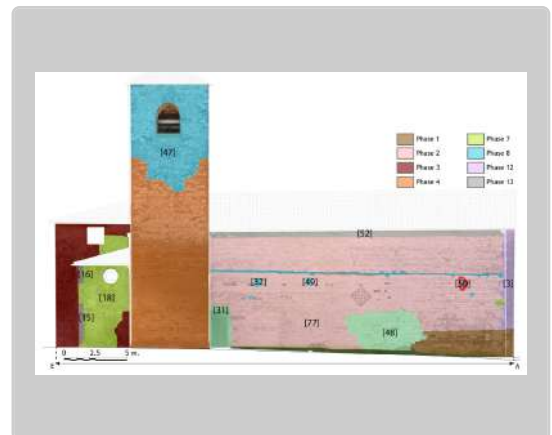 [47]
Phase 1
Phase 2
Phase 3
Phase 4
Phase 7
Phase 8
Phase 12
Phase 13
[52]
[16]
[32]
[49]
[50]
[3]
[18]
[31]
[15]
[77]
[48]
0 2.5 5 m.
A